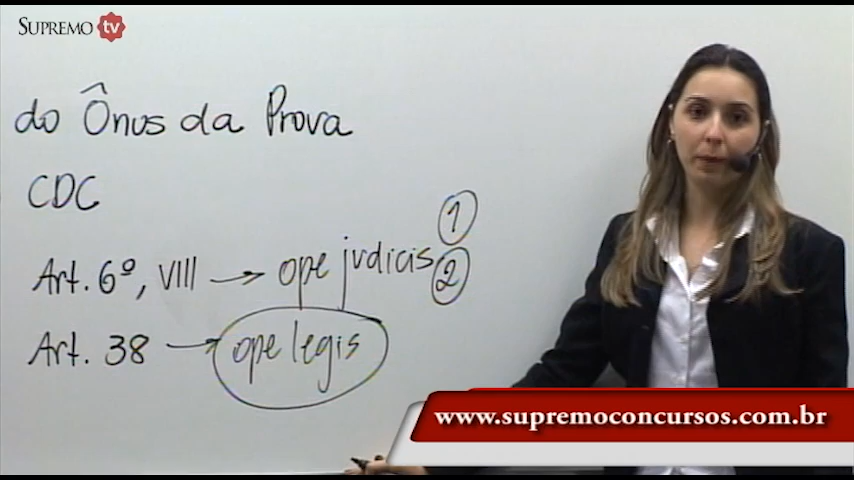 SUPREMO tv
do Ônus da Prova
CDC
Art. 6º, VIII → ope judicis 1 2
Art. 38 → ope legis
www.supremoconcursos.com.br